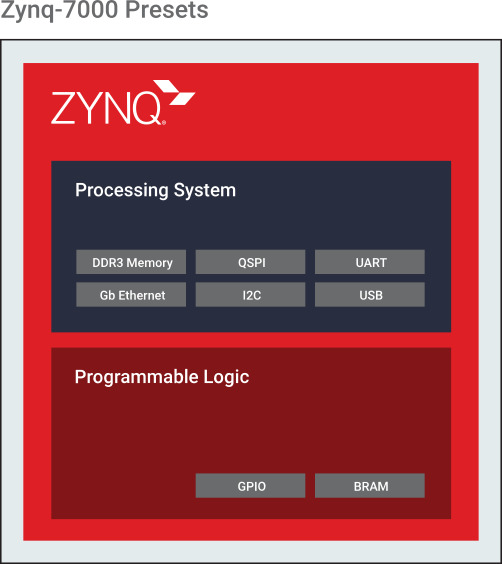 Zynq-7000 Presets
ZYNQ®
Processing System
DDR3 Memory QSPI UART
Gb Ethernet I2C USB
Programmable Logic
GPIO BRAM